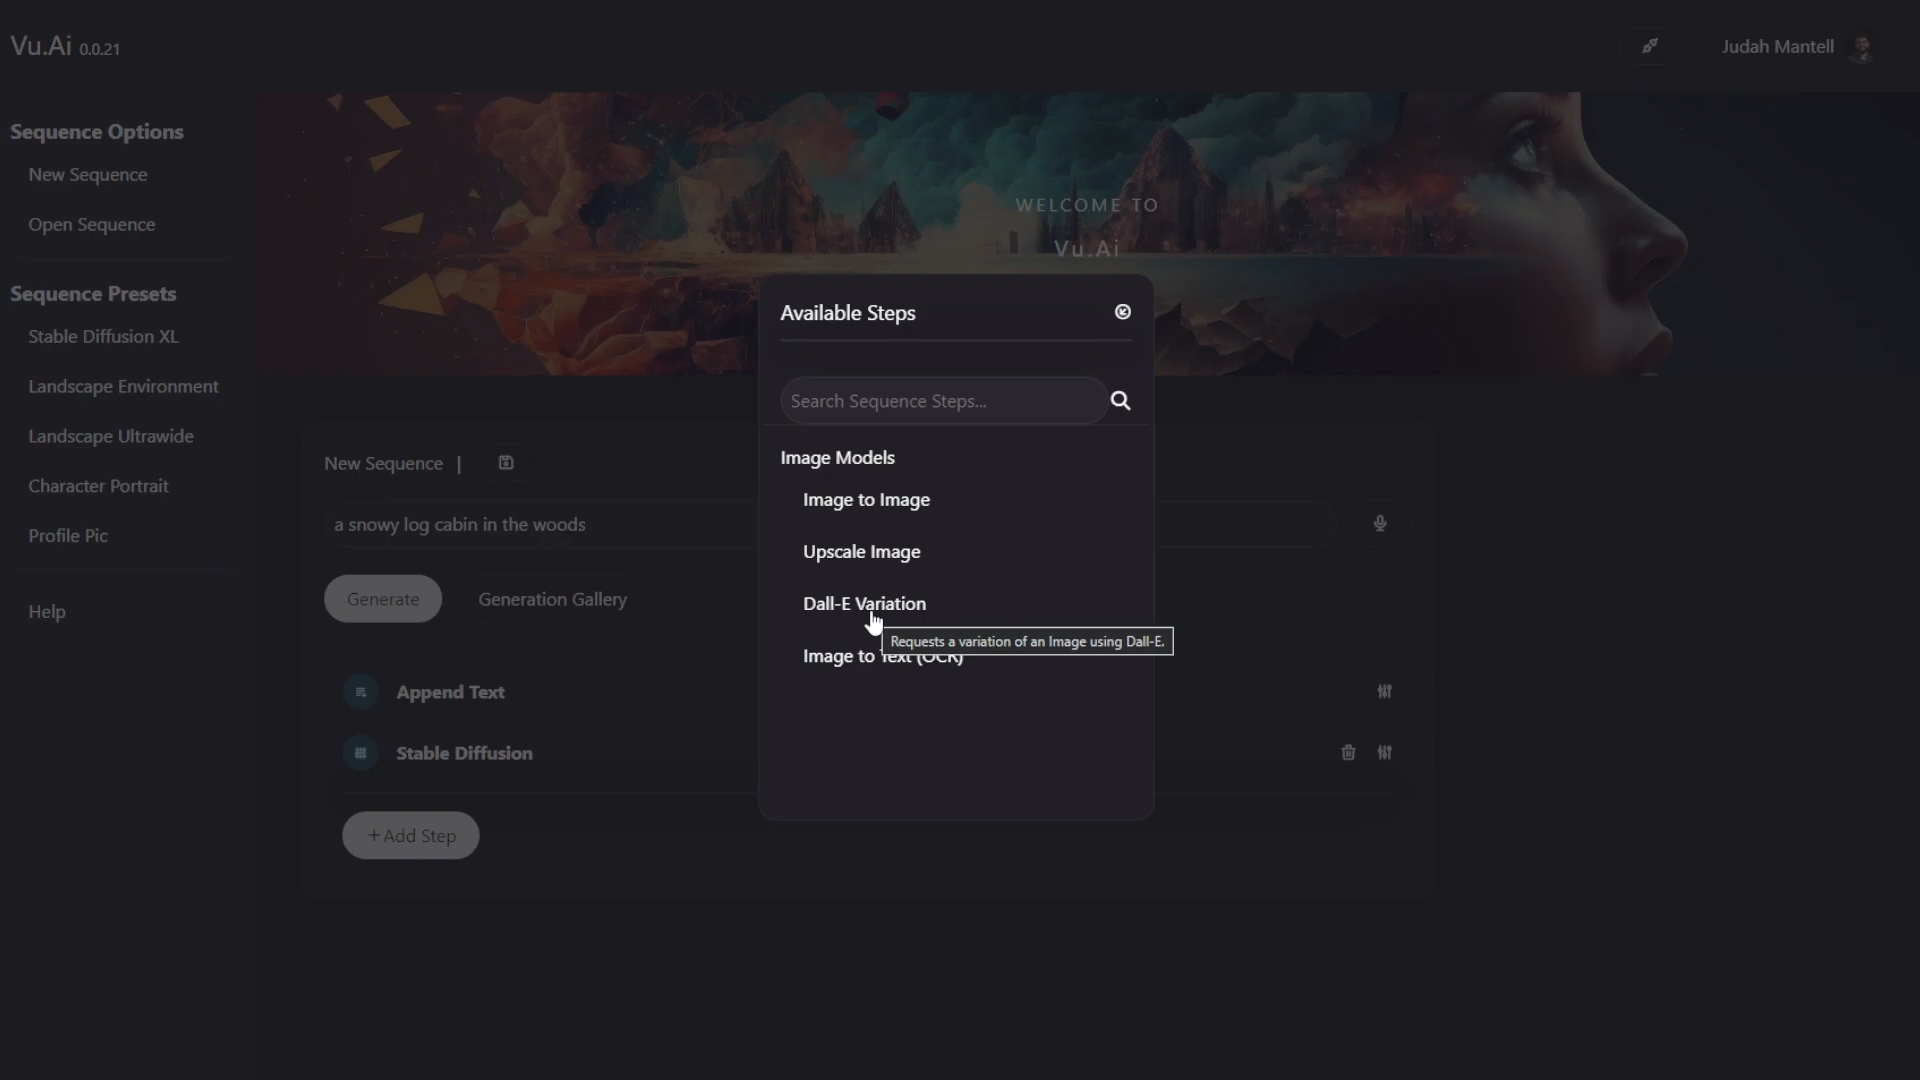 Vu.Ai 0.0.21
Judah Mantell
Sequence Options
New Sequence
Open Sequence
Sequence Presets
Stable Diffusion XL
Landscape Environment
Landscape Ultrawide
Character Portrait
Profile Pic
Help
WELCOME TO
Vu.Ai
New Sequence |
a snowy log cabin in the woods
Generate
Generation Gallery
Append Text
Stable Diffusion
+ Add Step
Available Steps
Search Sequence Steps...
Image Models
Image to Image
Upscale Image
Dall-E Variation
Requests a variation of an Image using Dall-E.
Image to Text (OCR)